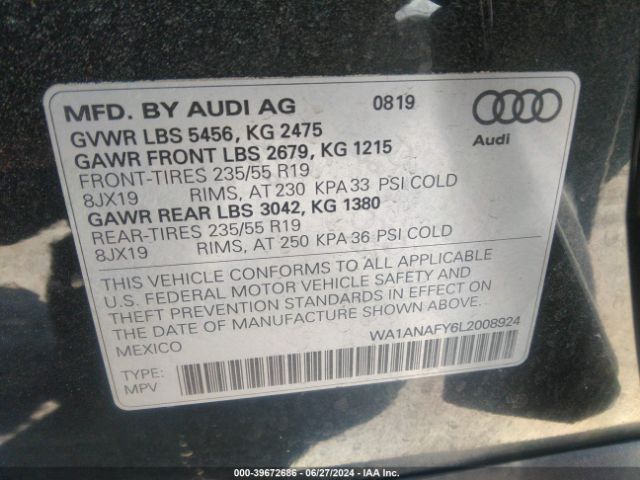 MFD. BY AUDI AG 0819
Audi
GVWR LBS 5456, KG 2475
GAWR FRONT LBS 2679, KG 1215
FRONT-TIRES 235/55 R19
8JX19 RIMS, AT 230 KPA 33 PSI COLD
GAWR REAR LBS 3042, KG 1380
REAR-TIRES 235/55 R19
8JX19 RIMS, AT 250 KPA 36 PSI COLD
THIS VEHICLE CONFORMS TO ALL APPLICABLE
U.S. FEDERAL MOTOR VEHICLE SAFETY AND
THEFT PREVENTION STANDARDS IN EFFECT ON
THE DATE OF MANUFACTURE SHOWN ABOVE.
MEXICO WA1ANAFY6L2008924
TYPE:
MPV
000-39672686 - 06/27/2024 - IAA Inc.